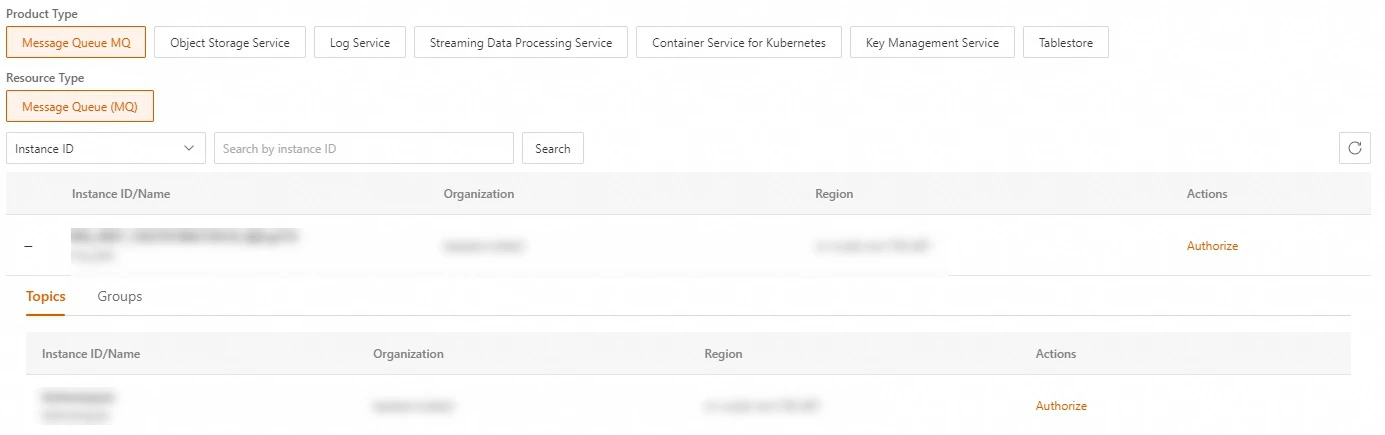 Product Type
Message Queue MQ Object Storage Service Log Service Streaming Data Processing Service Container Service for Kubernetes Key Management Service Tablestore
Resource Type
Message Queue (MQ)
Instance ID Search by instance ID Search
Instance ID/Name Organization Region Actions
Authorize
Topics Groups
Instance ID/Name Organization Region Actions
Authorize